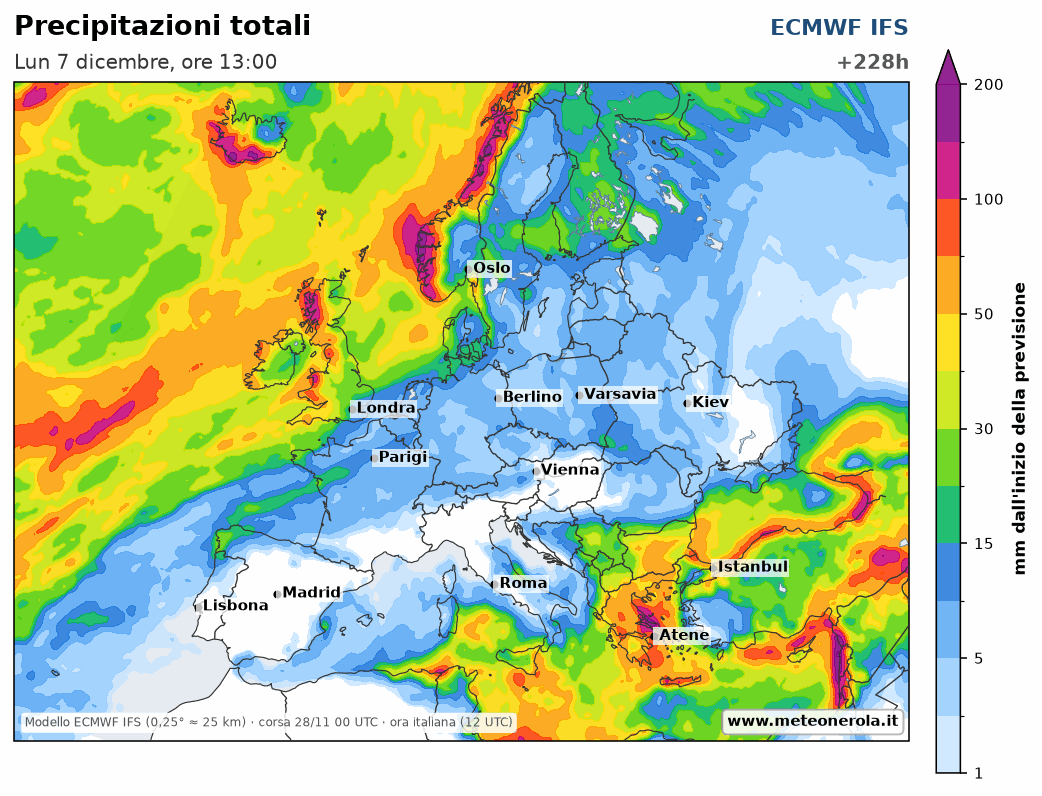 Precipitazioni totali
ECMWF IFS
Lun 7 dicembre, ore 13:00
+228h
200
100
50
30
15
5
1
mm dall'inizio della previsione
Oslo
Berlino
Varsavia
Kiev
Londra
Parigi
Vienna
Istanbul
Roma
Madrid
Lisbona
Atene
Modello ECMWF IFS (0,25° ≈ 25 km) · corsa 28/11 00 UTC · ora italiana (12 UTC)
www.meteonerola.it